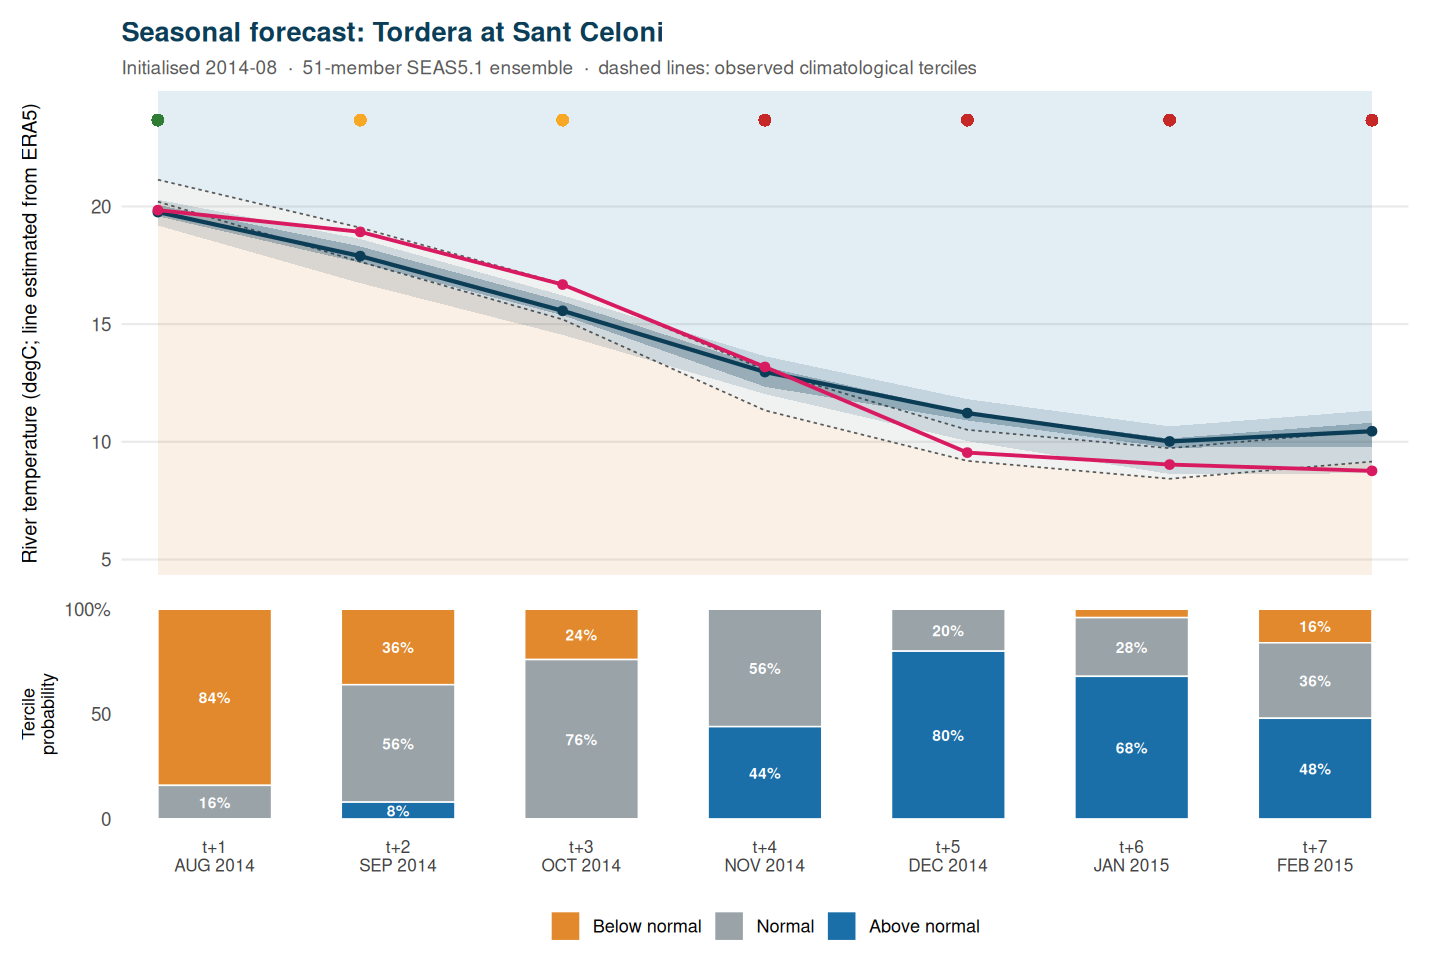 Seasonal forecast: Tordera at Sant Celoni
Initialised 2014-08 · 51-member SEAS5.1 ensemble · dashed lines: observed climatological terciles
River temperature (degC; line estimated from ERA5)
20
15
10
5
Tercile
probability
100%
50
0
84%
16%
36%
56%
8%
24%
76%
56%
44%
20%
80%
28%
68%
16%
36%
48%
t+1
AUG 2014
t+2
SEP 2014
t+3
OCT 2014
t+4
NOV 2014
t+5
DEC 2014
t+6
JAN 2015
t+7
FEB 2015
Below normal
Normal
Above normal